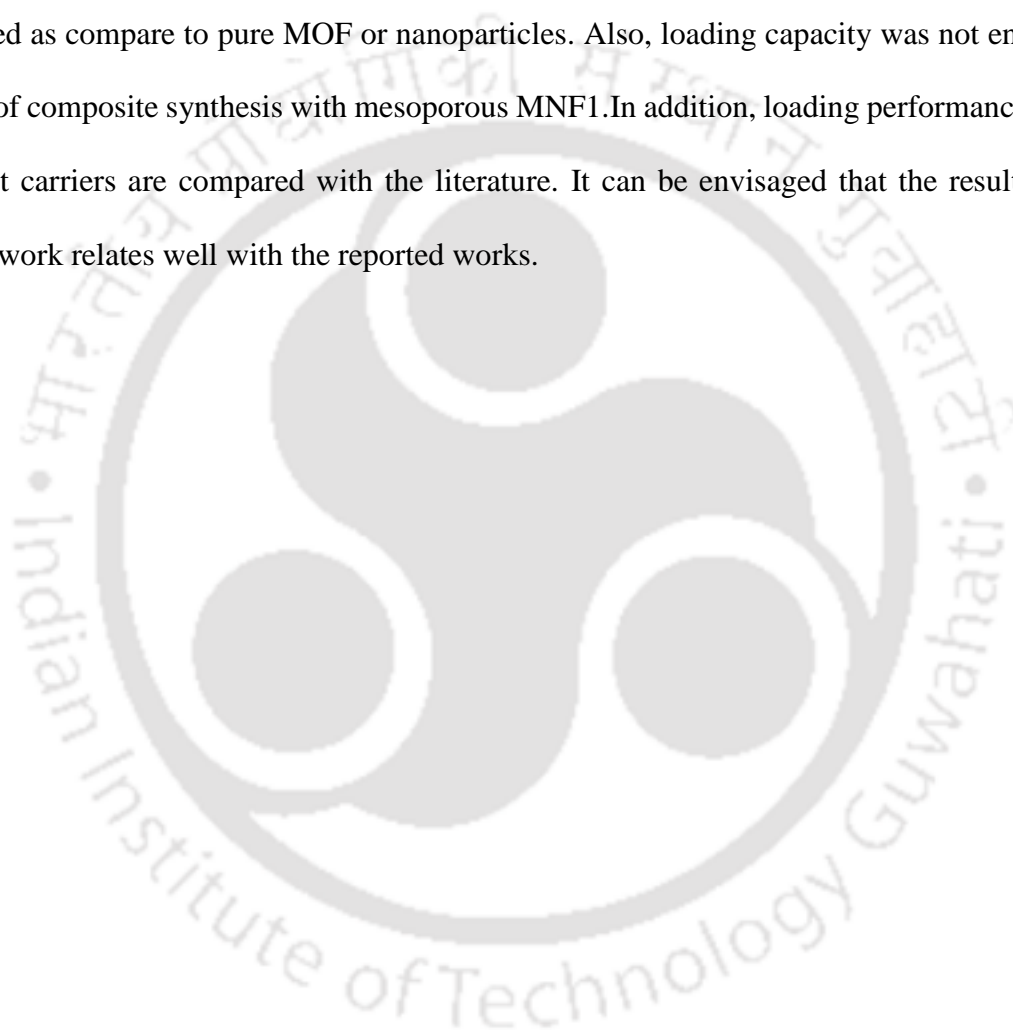 ed as compare to pure MOF or nanoparticles. Also, loading capacity was not en
of composite synthesis with mesoporous MNF1.In addition, loading performanc
t carriers are compared with the literature. It can be envisaged that the resul
work relates well with the reported works.
भारतीय प्रौद्योगिकी संस्थान गुवाहाटी
Indian Institute of Technology Guwahati